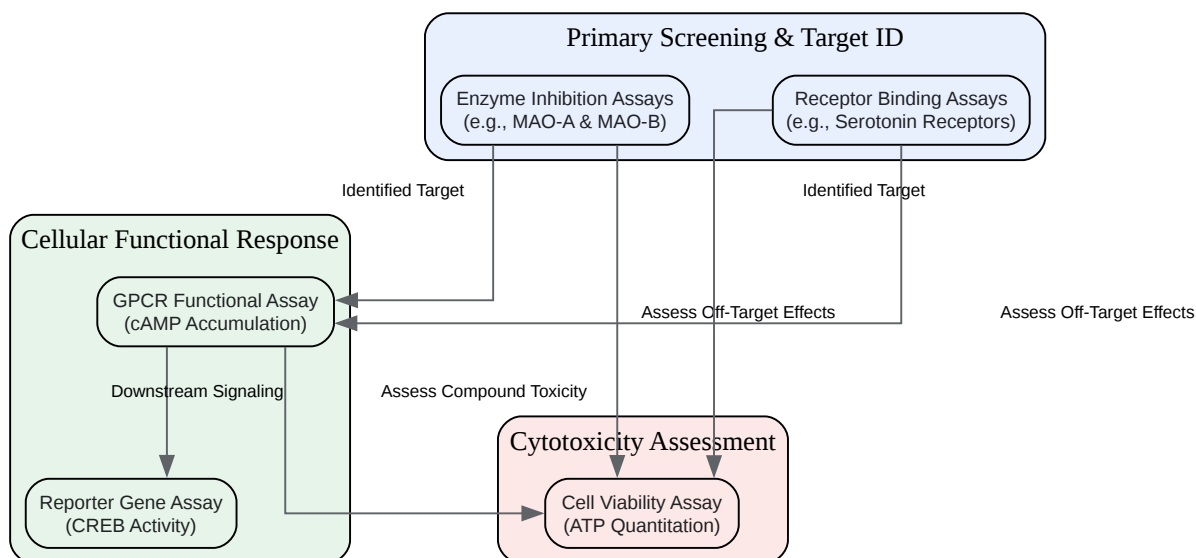 Primary Screening & Target ID
Enzyme Inhibition Assays
(e.g., MAO-A & MAO-B)
Receptor Binding Assays
(e.g., Serotonin Receptors)
Identified Target
Identified Target
Cellular Functional Response
GPCR Functional Assay
(cAMP Accumulation)
Assess Off-Target Effects
Assess Off-Target Effects
Downstream Signaling
Assess Compound Toxicity
Cytotoxicity Assessment
Reporter Gene Assay
(CREB Activity)
Cell Viability Assay
(ATP Quantitation)